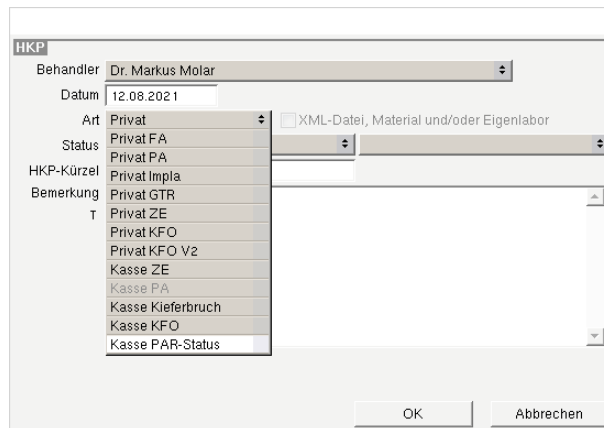 HKP
Behandler Dr. Markus Molar
Datum 12.08.2021
Art Privat XML-Datei, Material und/oder Eigenlabor
Status
HKP-Kürzel
Bemerkung
T
Privat FA
Privat PA
Privat Impla
Privat GTR
Privat ZE
Privat KFO
Privat KFO V2
Kasse ZE
Kasse PA
Kasse Kieferbruch
Kasse KFO
Kasse PAR-Status
OK Abbrechen